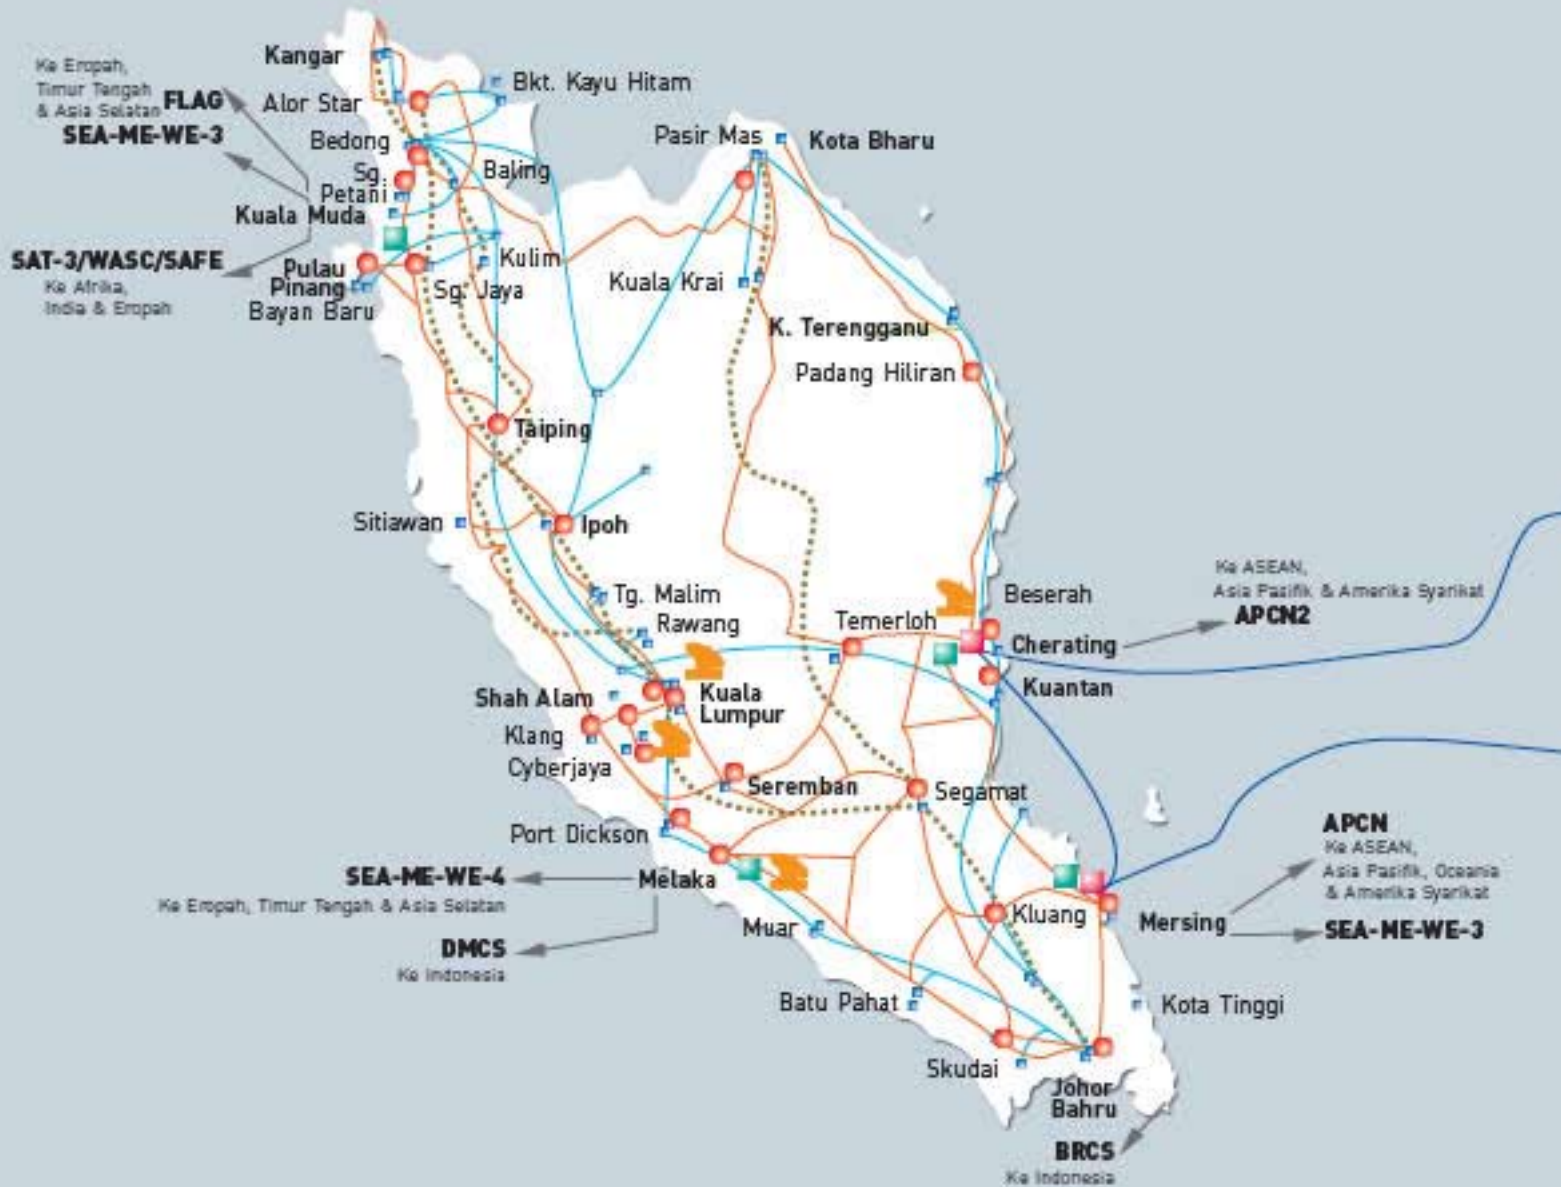 Kangar
Ke Eropah,
Timur Tengah
& Asia Selatan
FLAG
SEA-ME-WE-3
Alor Star
Bkt. Kayu Hitam
Bedong
Pasir Mas
Kota Bharu
Sg.
Petani
Baling
Kuala Muda
SAT-3/WASC/SAFE
Ke Afrika,
India & Eropah
Pulau
Pinang
Bayan Baru
Kulim
Sg. Jaya
Kuala Krai
K. Terengganu
Padang Hiliran
Taiping
Sitiawan
Ipoh
Tg. Malim
Rawang
Temerloh
Beserah
Cherating
Kuantan
Ke ASEAN,
Asia Pasifik & Amerika Syarikat
APCN2
Shah Alam
Kuala
Lumpur
Klang
Cyberjaya
Seremban
Segamat
Port Dickson
Melaka
SEA-ME-WE-4
Ke Eropah, Timur Tengah & Asia Selatan
DMCS
Ke Indonesia
Muar
Kluang
Mersing
APCN
Ke ASEAN,
Asia Pasifik, Oceania
& Amerika Syarikat
SEA-ME-WE-3
Batu Pahat
Kota Tinggi
Skudai
Johor
Bahru
BRCS
Ke Indonesia